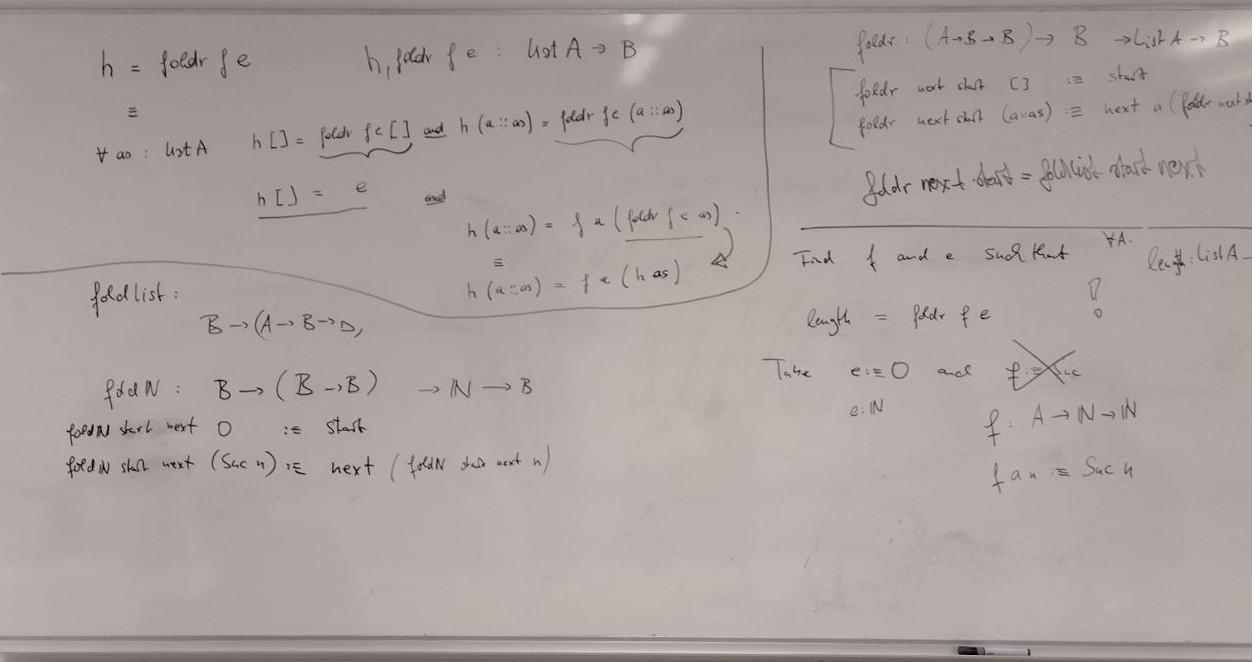 h = foldr f e
h, foldr f e : List A → B
≡
∀ as : List A
h [] = foldr f e [] and h (a :: as) = foldr f e (a :: as)
h [] = e and
h (a :: as) = f a (foldr f e as)
≡
h (a :: as) = f a (h as)
foldr : (A→B→B) → B → List A → B
foldr next start [] :≡ start
foldr next start (a::as) :≡ next a (foldr next st
foldr next start = foldList start next
Find f and e such that ∀A. length : List A →
length = foldr f e
Take e :≡ 0 and f :≡ Suc
e : ℕ
f : A → ℕ → ℕ
f a n ≡ Suc n
foldlist :
B → (A → B → B)
foldN : B → (B → B) → ℕ → B
foldN start next 0 :≡ start
foldN start next (Suc n) :≡ next (foldN start next n)